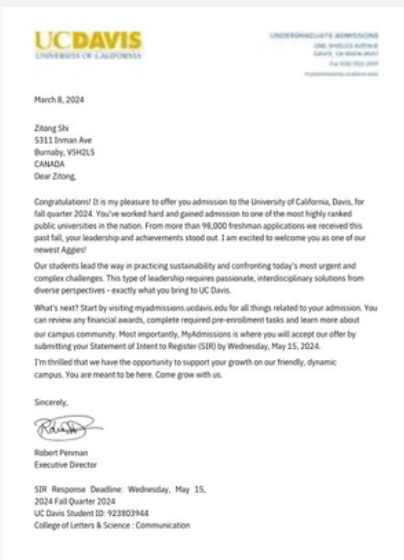 UCDAVIS
UNIVERSITY OF CALIFORNIA
UNDERGRADUATE ADMISSIONS
ONE SHIELDS AVENUE
March 8, 2024
Zitong Shi
5311 Inman Ave
Burnaby, V5H2L5
CANADA
Dear Zitong,
Congratulations! It is my pleasure to offer you admission to the University of California, Davis, for
fall quarter 2024. You've worked hard and gained admission to one of the most highly ranked
public universities in the nation. From more than 98,000 freshman applications we received this
past fall, your leadership and achievements stood out. I am excited to welcome you as one of our
newest Aggies!
Our students lead the way in practicing sustainability and confronting today's most urgent and
complex challenges. This type of leadership requires passionate, interdisciplinary solutions from
diverse perspectives - exactly what you bring to UC Davis.
What's next? Start by visiting myadmissions.ucdavis.edu for all things related to your admission. You
can review any financial awards, complete required pre-enrollment tasks and learn more about
our campus community. Most importantly, MyAdmissions is where you will accept our offer by
submitting your Statement of Intent to Register (SIR) by Wednesday, May 15, 2024.
I'm thrilled that we have the opportunity to support your growth on our friendly, dynamic
campus. You are meant to be here. Come grow with us.
Sincerely,
Robert Penman
Executive Director
SIR Response Deadline: Wednesday, May 15,
2024 Fall Quarter 2024
UC Davis Student ID: 923803944
College of Letters & Science : Communication